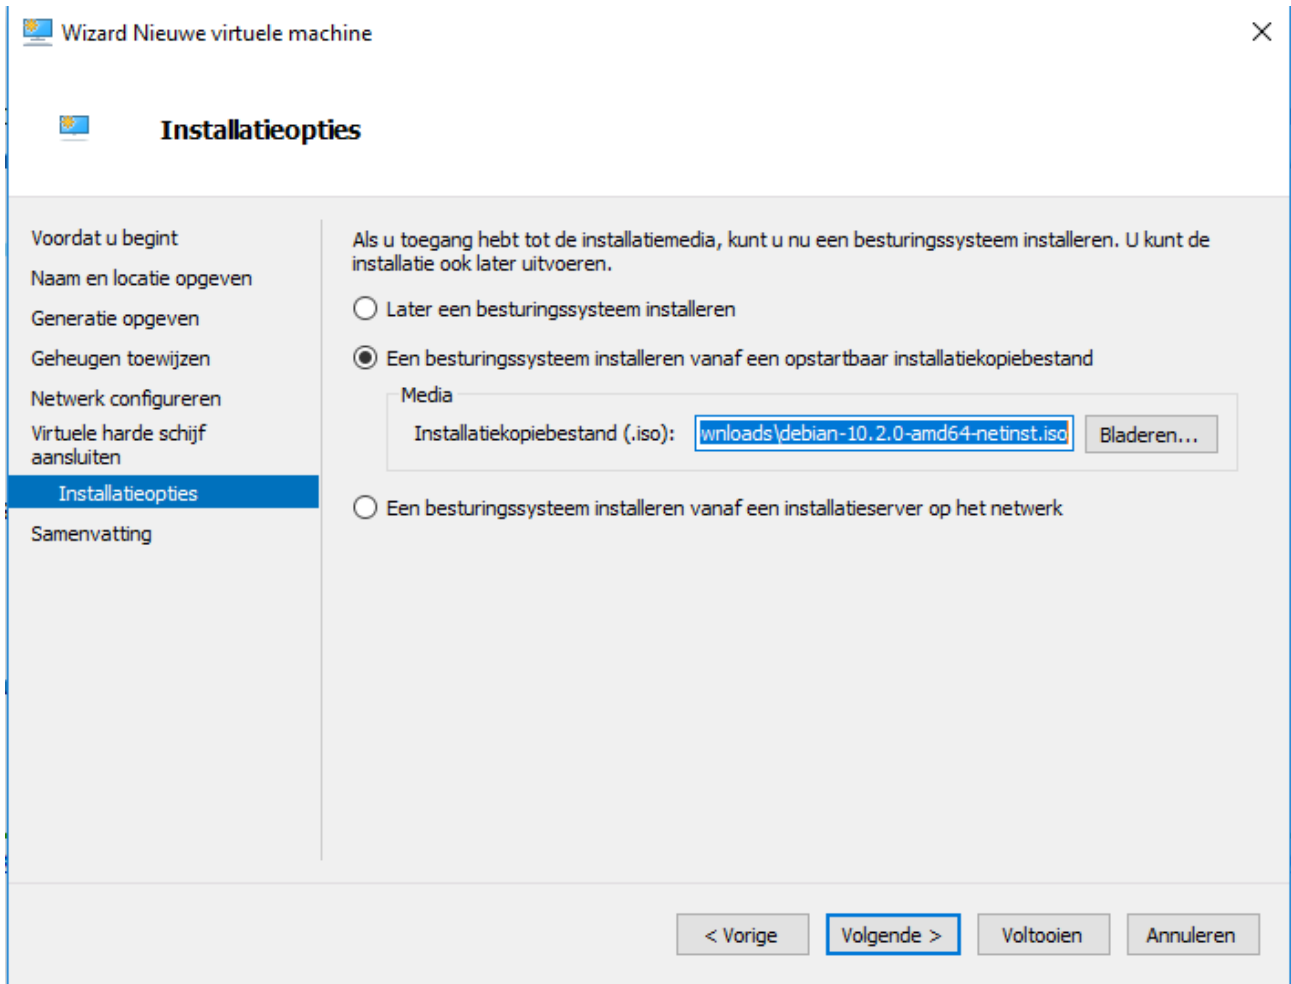 Wizard Nieuwe virtuele machine
Installatieopties
Voordat u begint
Naam en locatie opgeven
Generatie opgeven
Geheugen toewijzen
Netwerk configureren
Virtuele harde schijf
aansluiten
Installatieopties
Samenvatting
Als u toegang hebt tot de installatiemedia, kunt u nu een besturingssysteem installeren. U kunt de
installatie ook later uitvoeren.
Later een besturingssysteem installeren
Een besturingssysteem installeren vanaf een opstartbaar installatiekopiebestand
Media
Installatiekopiebestand (.iso): wnloads\debian-10.2.0-amd64-netinst.iso Bladeren...
Een besturingssysteem installeren vanaf een installatieserver op het netwerk
< Vorige Volgende > Voltooien Annuleren